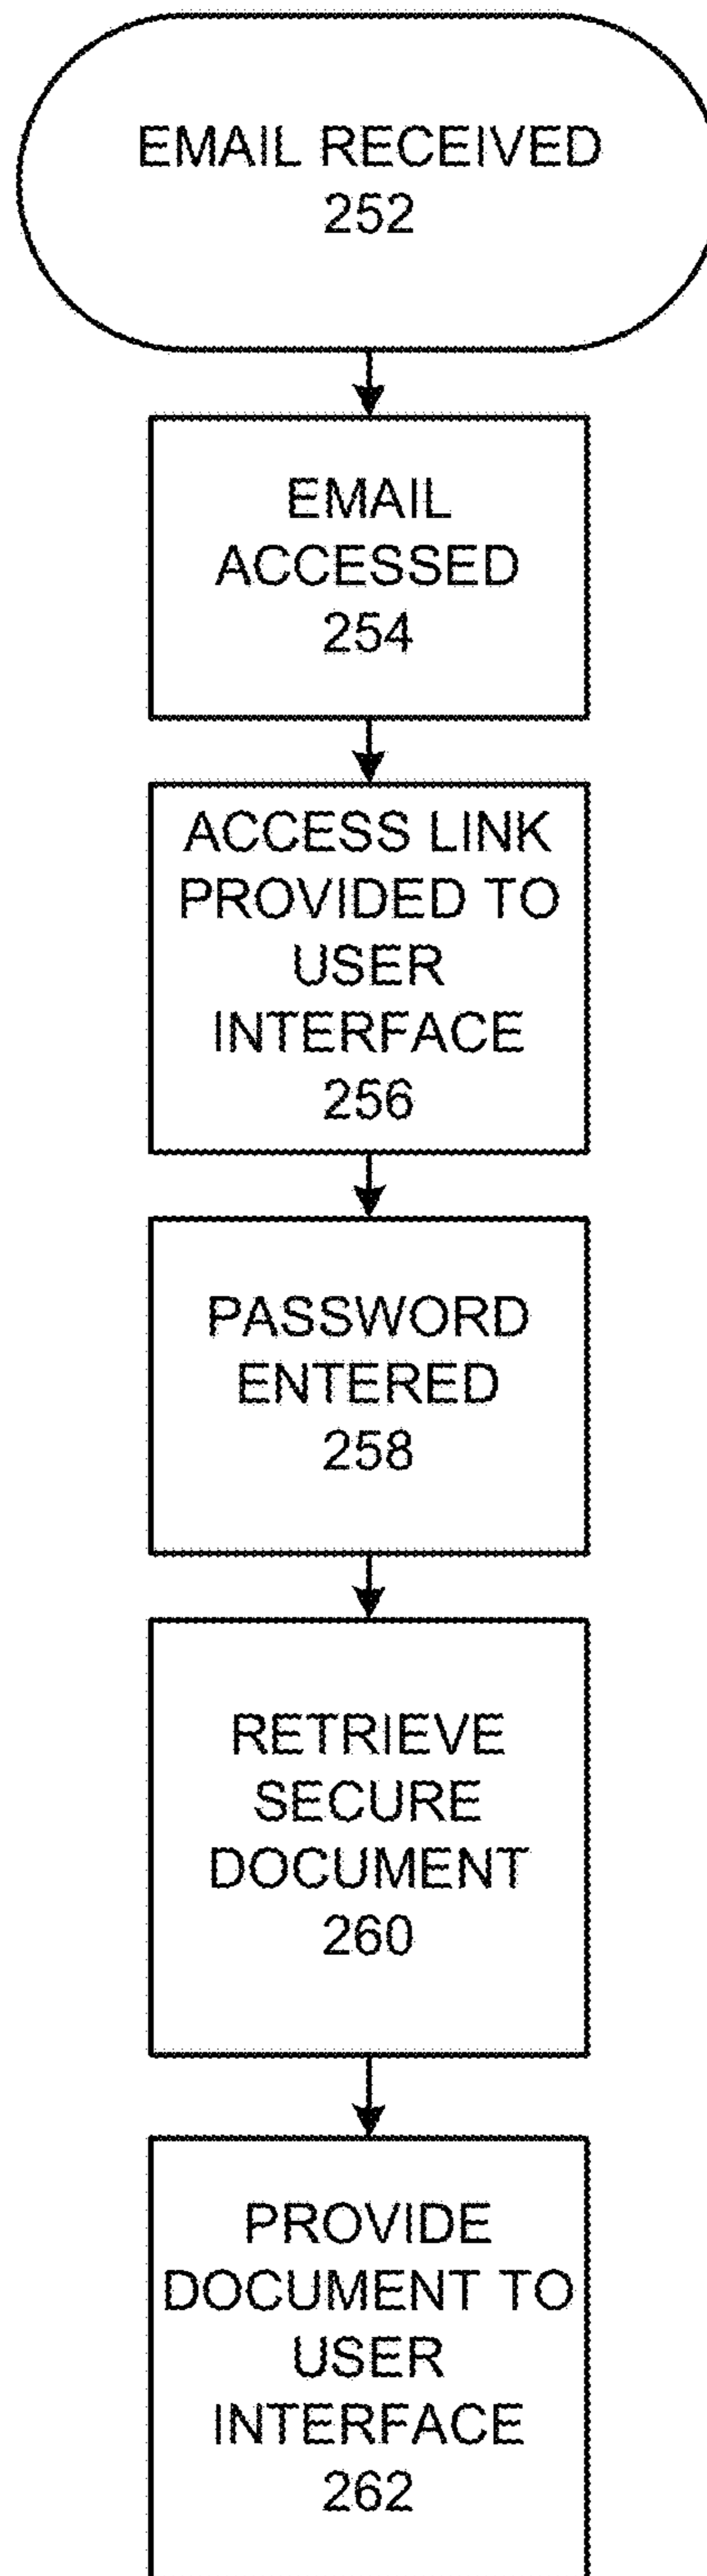 EMAIL RECEIVED
252
EMAIL
ACCESSED
254
ACCESS LINK
PROVIDED TO
USER
INTERFACE
256
PASSWORD
ENTERED
258
RETRIEVE
SECURE
DOCUMENT
260
PROVIDE
DOCUMENT TO
USER
INTERFACE
262